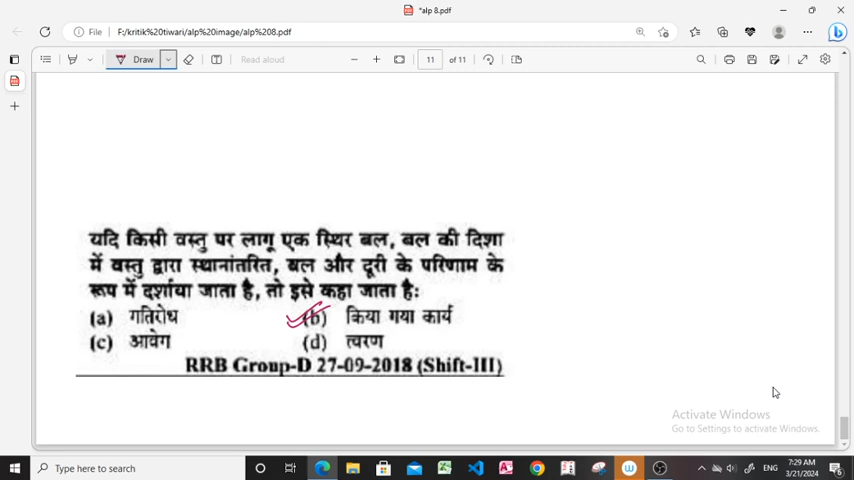 *alp 8.pdf
File
F:/kritik%20tiwari/alp%20image/alp%208.pdf
Draw
Read aloud
11
of 11
यदि किसी वस्तु पर लागू एक स्थिर बल, बल की दिशा
में वस्तु द्वारा स्थानांतरित, बल और दूरी के परिणाम के
रूप में दर्शाया जाता है, तो इसे कहा जाता है:
(a) गतिरोध
(b) किया गया कार्य
(c) आवेग
(d) त्वरण
RRB Group-D 27-09-2018 (Shift-III)
Activate Windows
Go to Settings to activate Windows.
Type here to search
ENG
7:29 AM
3/21/2024